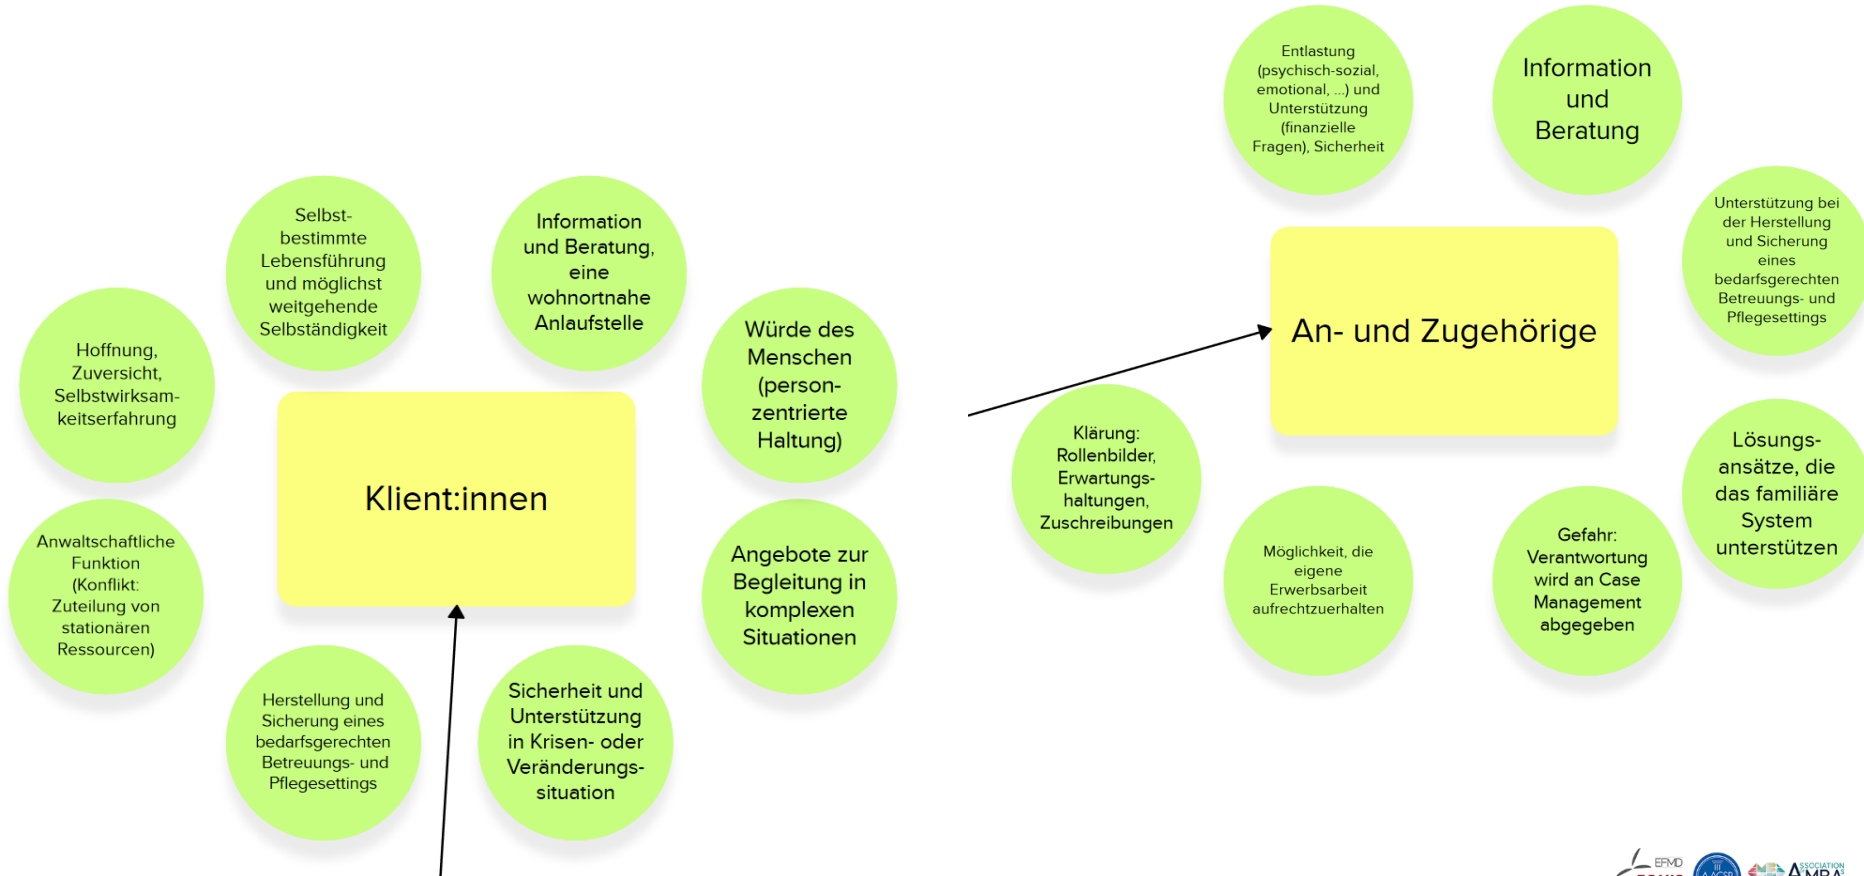 Selbst-
bestimmte
Lebensführung
und möglichst
weitgehende
Selbständigkeit
Information
und Beratung,
eine
wohnortnahe
Anlaufstelle
Hoffnung,
Zuversicht,
Selbstwirksam-
keitserfahrung
Würde des
Menschen
(person-
zentrierte
Haltung)
Klient:innen
Anwaltschaftliche
Funktion
(Konflikt:
Zuteilung von
stationären
Ressourcen)
Angebote zur
Begleitung in
komplexen
Situationen
Herstellung und
Sicherung eines
bedarfsgerechten
Betreuungs- und
Pflegesettings
Sicherheit und
Unterstützung
in Krisen- oder
Veränderungs-
situation
Entlastung
(psychisch-sozial,
emotional, ...) und
Unterstützung
(finanzielle
Fragen), Sicherheit
Information
und
Beratung
Unterstützung bei
der Herstellung
und Sicherung
eines
bedarfsgerechten
Betreuungs- und
Pflegesettings
An- und Zugehörige
Klärung:
Rollenbilder,
Erwartungs-
haltungen,
Zuschreibungen
Möglichkeit, die
eigene
Erwerbsarbeit
aufrechtzuerhalten
Gefahr:
Verantwortung
wird an Case
Management
abgegeben
Lösungs-
ansätze, die
das familiäre
System
unterstützen
EFMD
ASSOCIATION
AMBA